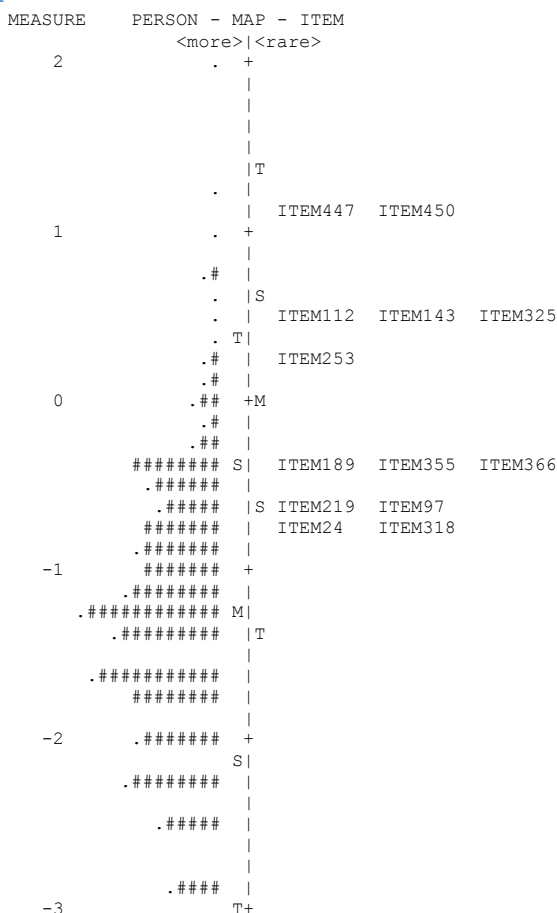 MEASURE     PERSON - MAP - ITEM
                <more>|<rare>
    2               .  +
                       |
                       |
                       |
                       |
                       |T
                    .  |
                       |  ITEM447  ITEM450
    1               .  +
                       |
                   .#  |
                    .  |S
                    .  |  ITEM112  ITEM143  ITEM325
                    . T|
                   .#  |  ITEM253
                   .#  |
    0             .##  +M
                   .#  |
                  .##  |
             ######## S|  ITEM189  ITEM355  ITEM366
              .######  |
               .#####  |S ITEM219  ITEM97
              #######  |  ITEM24   ITEM318
             .#######  |
   -1         #######  +
            .########  |
        .############ M|
           .#########  |T
                       |
         .###########  |
             ########  |
                       |
   -2        .#######  +
                      S|
            .########  |
                       |
               .#####  |
                       |
                       |
                .####  |
   -3                 T+